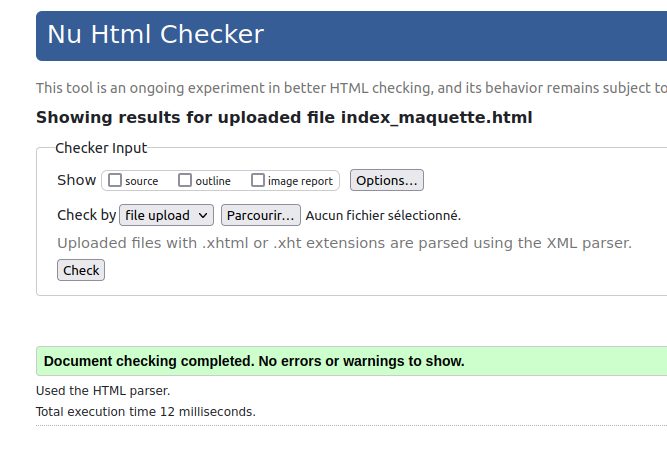 Nu Html Checker
This tool is an ongoing experiment in better HTML checking, and its behavior remains subject to
Showing results for uploaded file index_maquette.html
Checker Input
Show source outline image report Options...
Check by file upload Parcourir... Aucun fichier sélectionné.
Uploaded files with .xhtml or .xht extensions are parsed using the XML parser.
Check
Document checking completed. No errors or warnings to show.
Used the HTML parser.
Total execution time 12 milliseconds.